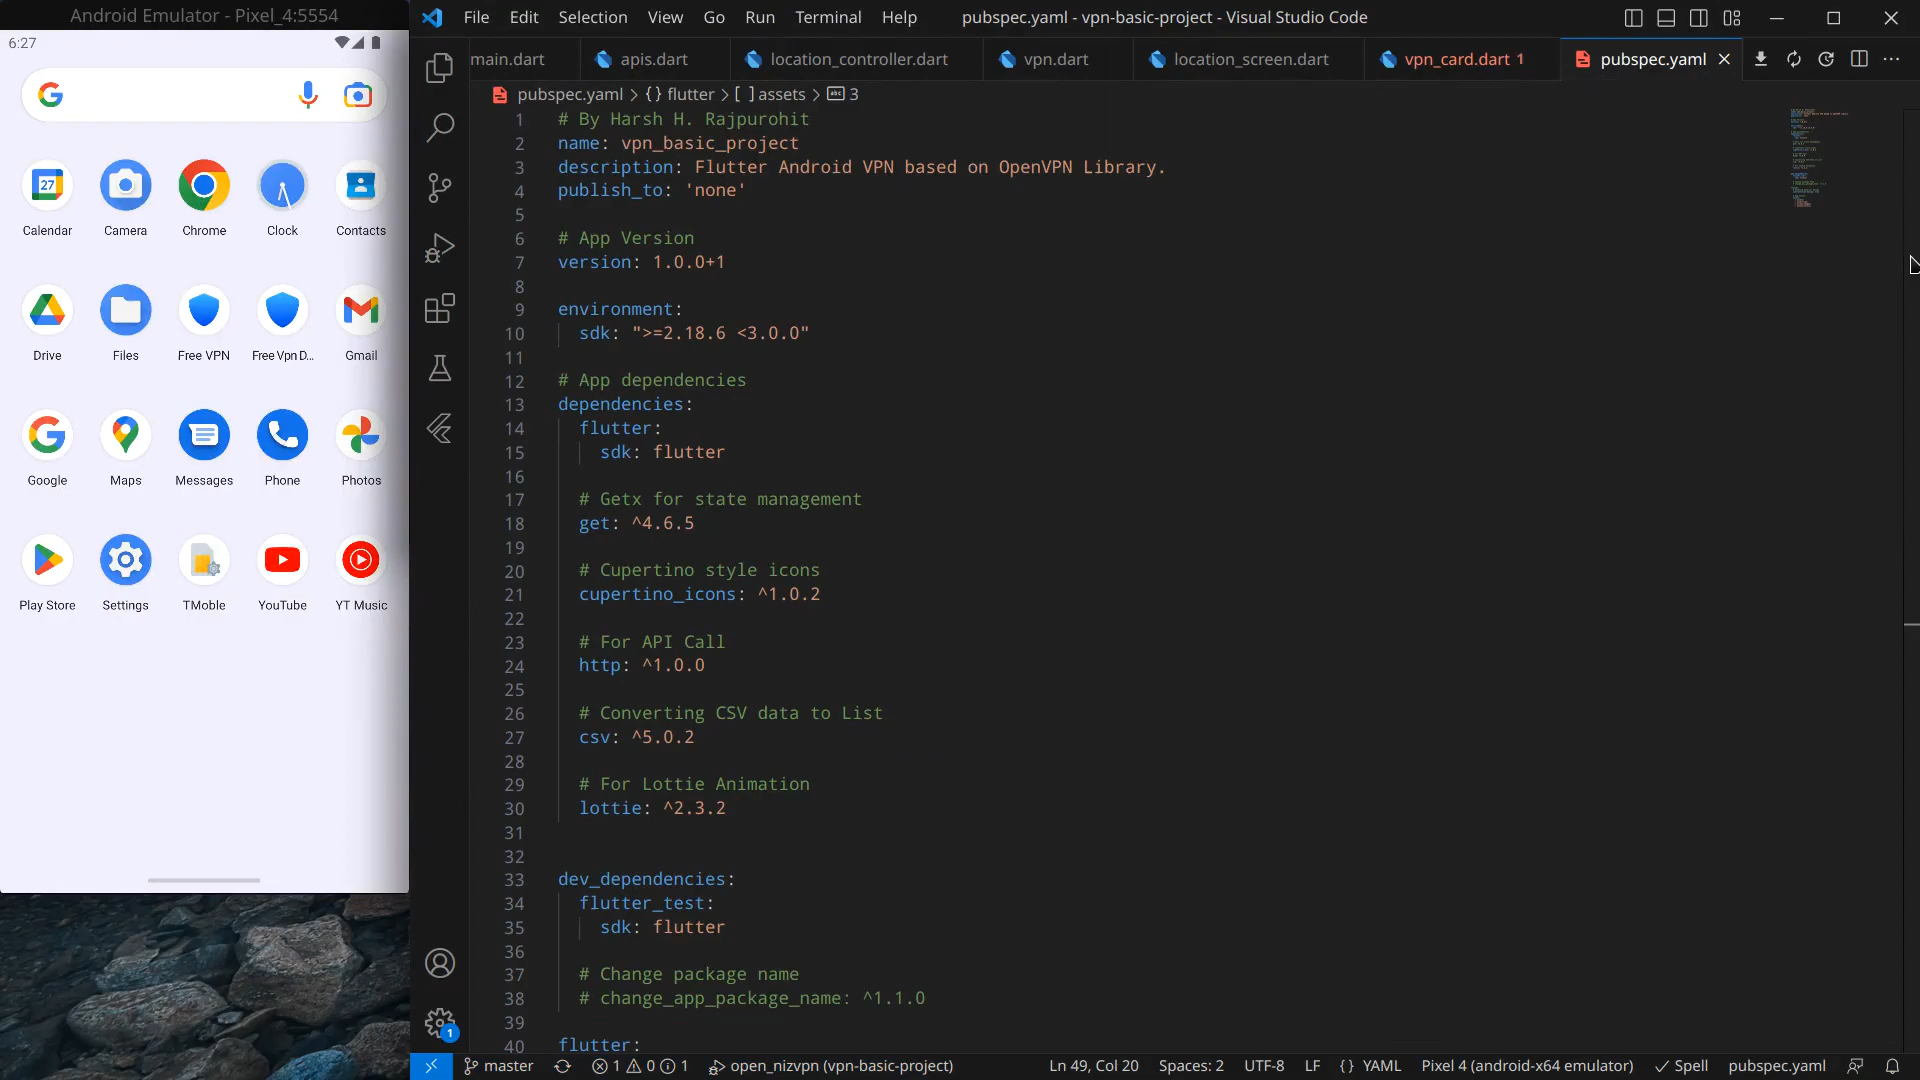 Android Emulator - Pixel_4:5554
6:27
Calendar
Camera
Chrome
Clock
Contacts
Drive
Files
Free VPN
Free Vpn D...
Gmail
Google
Maps
Messages
Phone
Photos
Play Store
Settings
TMoble
YouTube
YT Music
File Edit Selection View Go Run Terminal Help
pubspec.yaml - vpn-basic-project - Visual Studio Code
main.dart apis.dart location_controller.dart vpn.dart location_screen.dart vpn_card.dart 1 pubspec.yaml
pubspec.yaml > {} flutter > [ ] assets > abc 3
1 # By Harsh H. Rajpurohit
2 name: vpn_basic_project
3 description: Flutter Android VPN based on OpenVPN Library.
4 publish_to: 'none'
5
6 # App Version
7 version: 1.0.0+1
8
9 environment:
10 sdk: ">=2.18.6 <3.0.0"
11
12 # App dependencies
13 dependencies:
14 flutter:
15 sdk: flutter
16
17 # Getx for state management
18 get: ^4.6.5
19
20 # Cupertino style icons
21 cupertino_icons: ^1.0.2
22
23 # For API Call
24 http: ^1.0.0
25
26 # Converting CSV data to List
27 csv: ^5.0.2
28
29 # For Lottie Animation
30 lottie: ^2.3.2
31
32
33 dev_dependencies:
34 flutter_test:
35 sdk: flutter
36
37 # Change package name
38 # change_app_package_name: ^1.1.0
39
40 flutter:
1
master 1 0 1 open_nizvpn (vpn-basic-project) Ln 49, Col 20 Spaces: 2 UTF-8 LF {} YAML Pixel 4 (android-x64 emulator) Spell pubspec.yaml